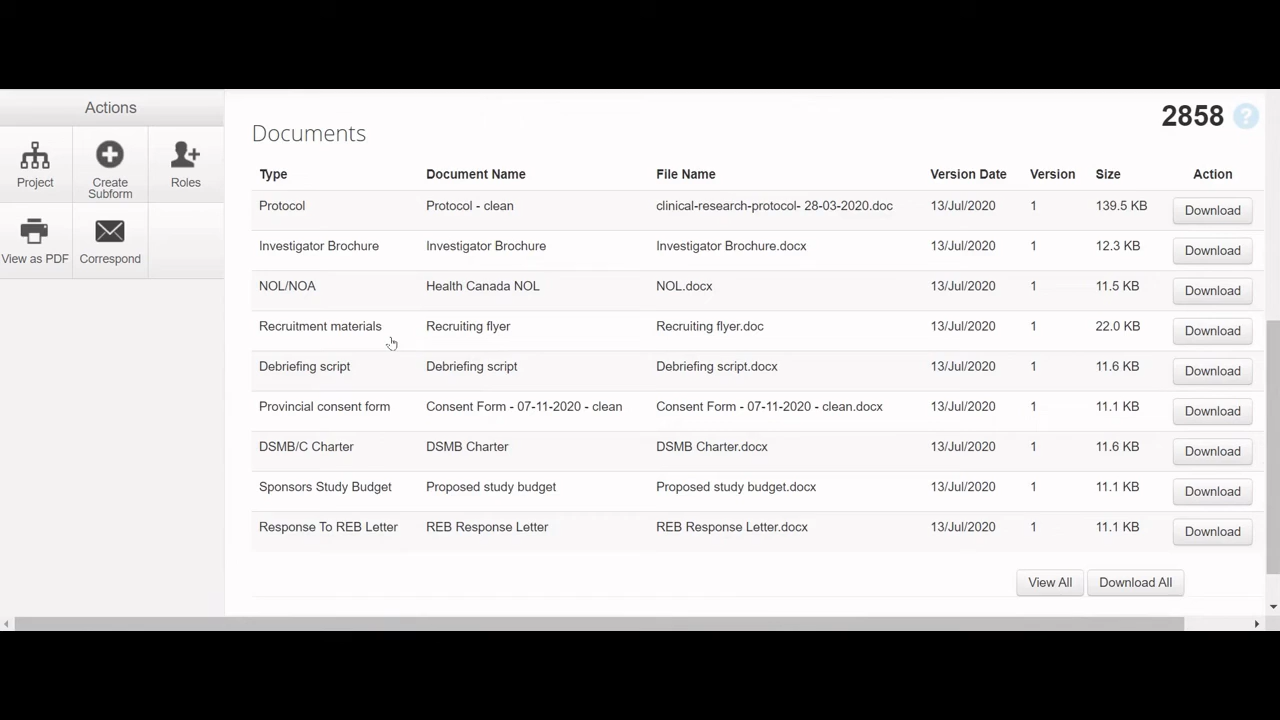 Actions
2858 ?
Project
Create
Subform
Roles
View as PDF
Correspond
Documents
Type Document Name File Name Version Date Version Size Action
Protocol Protocol - clean clinical-research-protocol- 28-03-2020.doc 13/Jul/2020 1 139.5 KB Download
Investigator Brochure Investigator Brochure Investigator Brochure.docx 13/Jul/2020 1 12.3 KB Download
NOL/NOA Health Canada NOL NOL.docx 13/Jul/2020 1 11.5 KB Download
Recruitment materials Recruiting flyer Recruiting flyer.doc 13/Jul/2020 1 22.0 KB Download
Debriefing script Debriefing script Debriefing script.docx 13/Jul/2020 1 11.6 KB Download
Provincial consent form Consent Form - 07-11-2020 - clean Consent Form - 07-11-2020 - clean.docx 13/Jul/2020 1 11.1 KB Download
DSMB/C Charter DSMB Charter DSMB Charter.docx 13/Jul/2020 1 11.6 KB Download
Sponsors Study Budget Proposed study budget Proposed study budget.docx 13/Jul/2020 1 11.1 KB Download
Response To REB Letter REB Response Letter REB Response Letter.docx 13/Jul/2020 1 11.1 KB Download
View All Download All